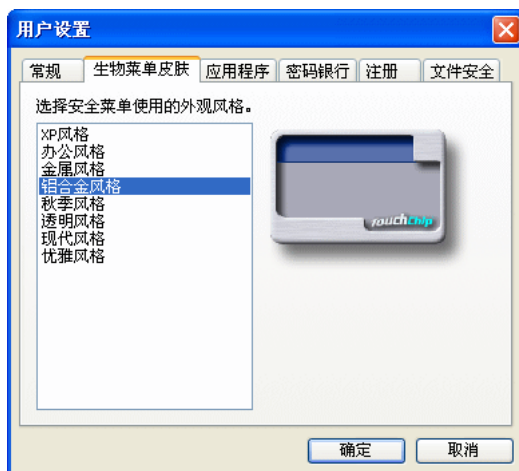 用户设置
常规 生物菜单皮肤 应用程序 密码银行 注册 文件安全
选择安全菜单使用的外观风格。
XP风格
办公风格
金属风格
铝合金风格
秋季风格
透明风格
现代风格
优雅风格
TouchChip
确定 取消